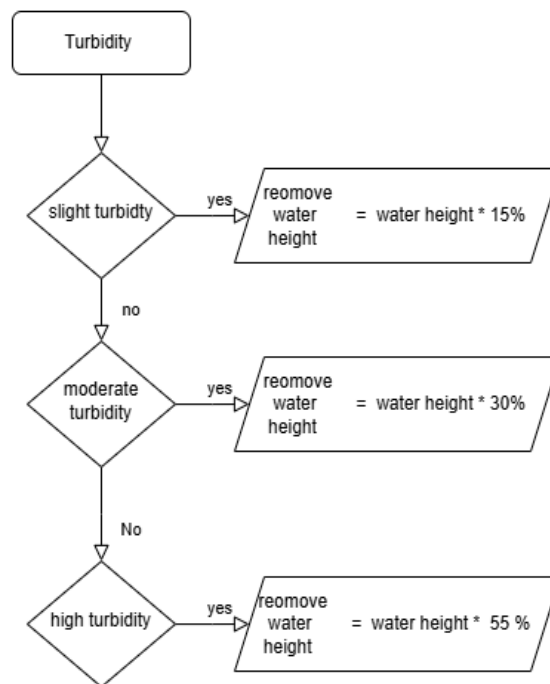 Turbidity
slight turbidty
yes
reomove
water
height
= water height * 15%
no
moderate
turbidity
yes
reomove
water
height
= water height * 30%
No
high turbidity
yes
reomove
water
height
= water height * 55 %